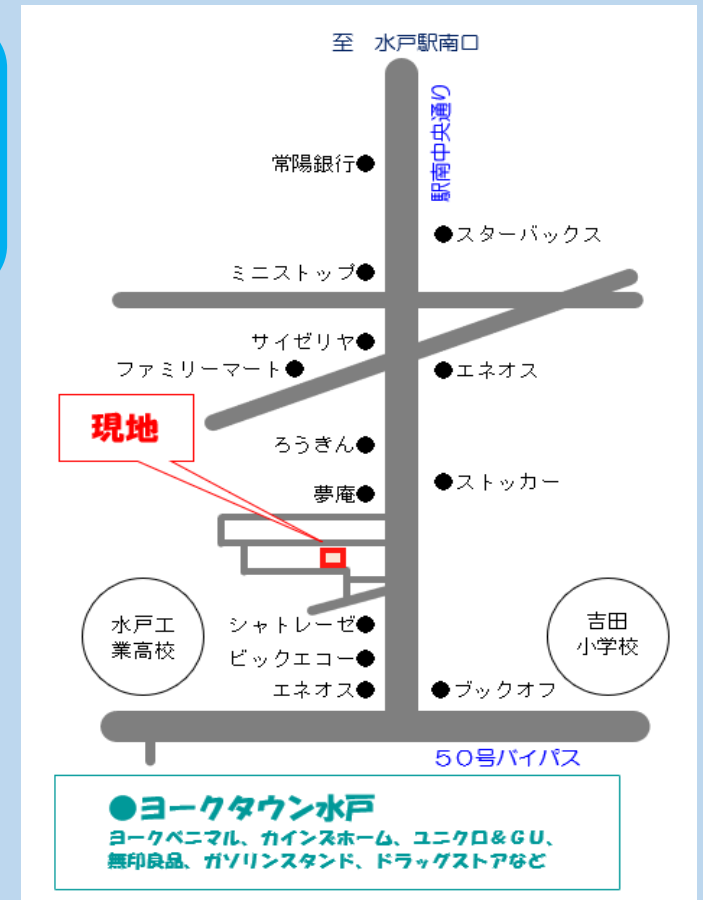 至　水戸駅南口
駅南中央通り
常陽銀行●
●スターバックス
ミニストップ●
サイゼリヤ●
ファミリーマート●
●エネオス
現地
ろうきん●
●ストッカー
夢庵●
水戸工
業高校
吉田
小学校
シャトレーゼ●
ビックエコー●
エネオス●
●ブックオフ
５０号バイパス
●ヨークタウン水戸
ヨークベニマル、カインズホーム、ユニクロ＆ＧＵ、
無印良品、ガソリンスタンド、ドラッグストアなど